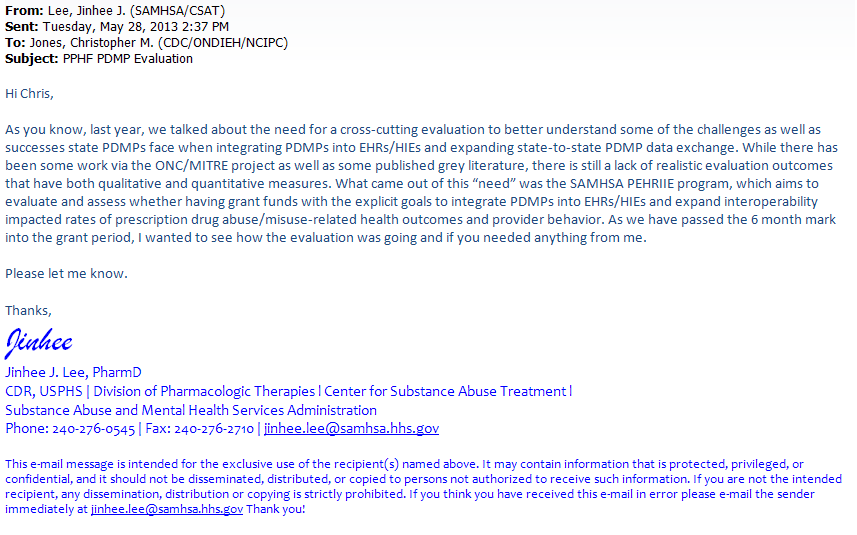 From: Lee, Jinhee J. (SAMHSA/CSAT)
Sent: Tuesday, May 28, 2013 2:37 PM
To: Jones, Christopher M. (CDC/ONDIEH/NCIPC)
Subject: PPHF PDMP Evaluation
Hi Chris,
As you know, last year, we talked about the need for a cross-cutting evaluation to better understand some of the challenges as well as
successes state PDMPs face when integrating PDMPs into EHRs/HIEs and expanding state-to-state PDMP data exchange. While there has
been some work via the ONC/MITRE project as well as some published grey literature, there is still a lack of realistic evaluation outcomes
that have both qualitative and quantitative measures. What came out of this “need” was the SAMHSA PEHRIIE program, which aims to
evaluate and assess whether having grant funds with the explicit goals to integrate PDMPs into EHRs/HIEs and expand interoperability
impacted rates of prescription drug abuse/misuse-related health outcomes and provider behavior. As we have passed the 6 month mark
into the grant period, I wanted to see how the evaluation was going and if you needed anything from me.
Please let me know.
Thanks,
Jinhee
Jinhee J. Lee, PharmD
CDR, USPHS | Division of Pharmacologic Therapies l Center for Substance Abuse Treatment l
Substance Abuse and Mental Health Services Administration
Phone: 240-276-0545 | Fax: 240-276-2710 | jinhee.lee@samhsa.hhs.gov
This e-mail message is intended for the exclusive use of the recipient(s) named above. It may contain information that is protected, privileged, or
confidential, and it should not be disseminated, distributed, or copied to persons not authorized to receive such information. If you are not the intended
recipient, any dissemination, distribution or copying is strictly prohibited. If you think you have received this e-mail in error please e-mail the sender
immediately at jinhee.lee@samhsa.hhs.gov Thank you!